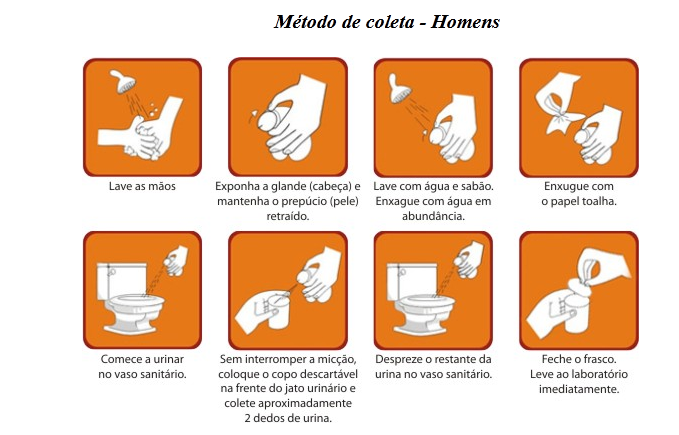 Método de coleta - Homens
Lave as mãos
Exponha a glande (cabeça) e
mantenha o prepúcio (pele)
retraído.
Lave com água e sabão.
Enxague com água em
abundância.
Enxugue com
o papel toalha.
Comece a urinar
no vaso sanitário.
Sem interromper a micção,
coloque o copo descartável
na frente do jato urinário e
colete aproximadamente
2 dedos de urina.
Despreze o restante da
urina no vaso sanitário.
Feche o frasco.
Leve ao laboratório
imediatamente.